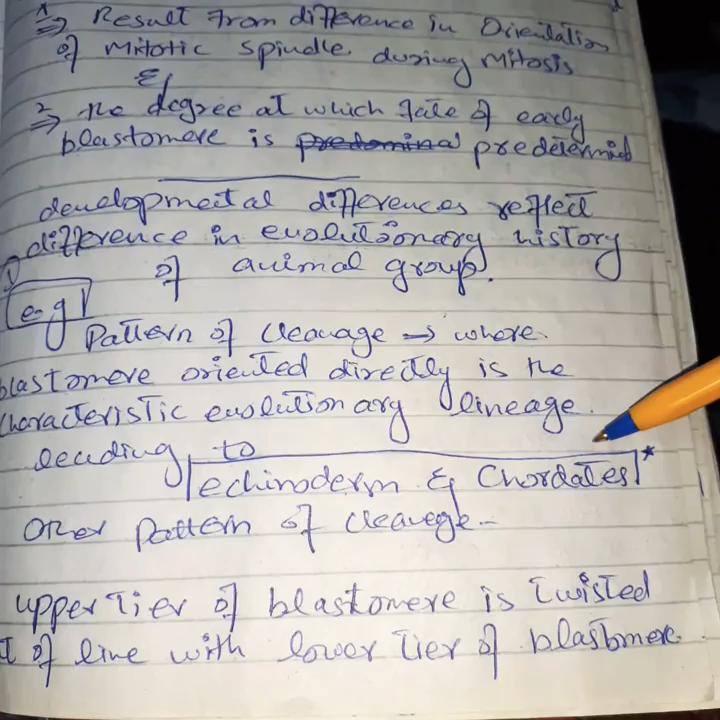 1 ⇒ Result from difference in Orientation
of Mitotic spindle during Mitosis
&
2 ⇒ the degree at which fate of early
blastomere is predominal predetermined
developmental differences reflect
1) difference in evolutionary history
of animal group.
e.g
Pattern of Cleavage → where
blastomere oriented directly is the
characteristic evolutionary lineage.
leading to
echinoderm & Chordates *
Other Pattern of Cleavege -
upper Tier of blastomere is twisted
of line with lower Tier of blastomere.